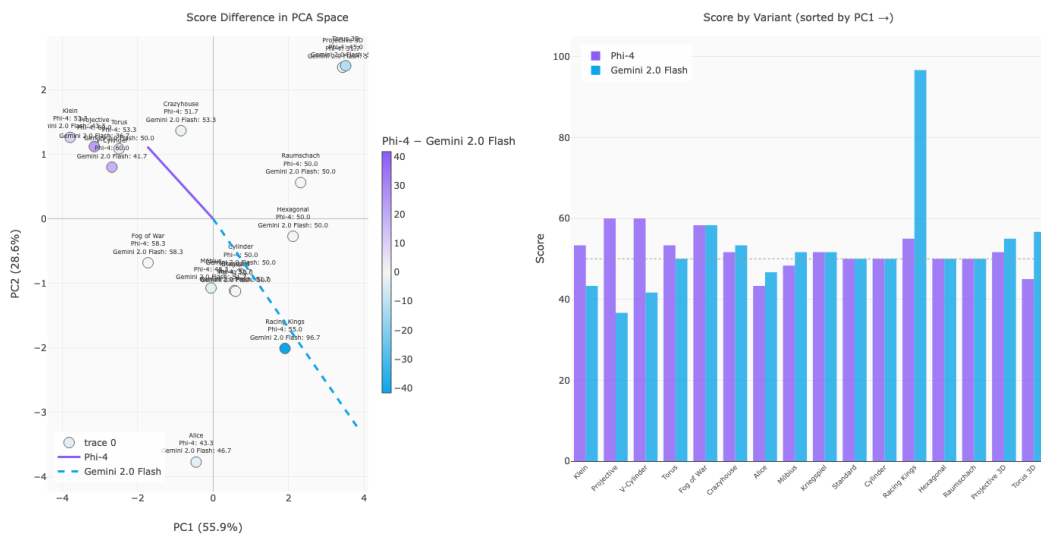 Score Difference in PCA Space
Score by Variant (sorted by PC1 →)
Torus 3D
Projective 3D
Crazyhouse
Phi-4: 51.7
Gemini 2.0 Flash: 53.3
Klein
Projective
Torus
Phi-4: 53.3
Gemini 2.0 Flash: 50.0
Phi-4: 60.0
Gemini 2.0 Flash: 41.7
Raumschach
Phi-4: 50.0
Gemini 2.0 Flash: 50.0
Hexagonal
Phi-4: 50.0
Gemini 2.0 Flash: 50.0
Fog of War
Phi-4: 58.3
Gemini 2.0 Flash: 58.3
Cylinder
Phi-4: 50.0
Gemini 2.0 Flash: 50.0
Möbius
Racing Kings
Phi-4: 55.0
Gemini 2.0 Flash: 96.7
Alice
Phi-4: 43.3
Gemini 2.0 Flash: 46.7
2
1
0
−1
−2
−3
−4
PC2 (28.6%)
−4
−2
0
2
4
PC1 (55.9%)
trace 0
Phi-4
Gemini 2.0 Flash
Phi-4 − Gemini 2.0 Flash
40
30
20
10
0
−10
−20
−30
−40
Phi-4
Gemini 2.0 Flash
100
80
60
40
20
0
Score
Klein
Projective
V-Cylinder
Torus
Fog of War
Crazyhouse
Alice
Möbius
Kriegspiel
Standard
Cylinder
Racing Kings
Hexagonal
Raumschach
Projective 3D
Torus 3D